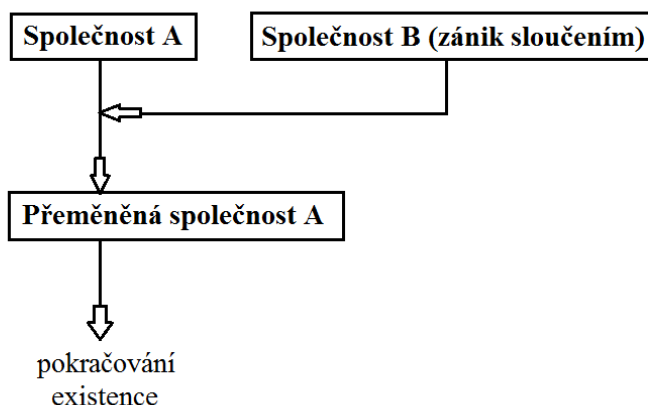 Společnost A
Společnost B (zánik sloučením)
Přeměněná společnost A
pokračování
existence